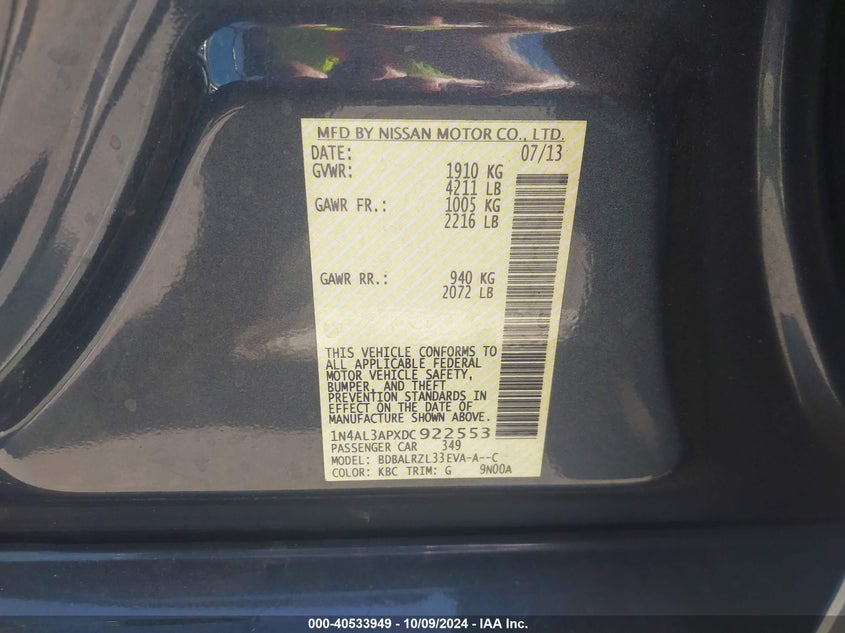 MFD BY NISSAN MOTOR CO., LTD.
DATE: 07/13
GVWR: 1910 KG
4211 LB
GAWR FR.: 1005 KG
2216 LB
GAWR RR.: 940 KG
2072 LB
THIS VEHICLE CONFORMS TO
ALL APPLICABLE FEDERAL
MOTOR VEHICLE SAFETY,
BUMPER, AND THEFT
PREVENTION STANDARDS IN
EFFECT ON THE DATE OF
MANUFACTURE SHOWN ABOVE.
1N4AL3APXDC922553
PASSENGER CAR 349
MODEL: BDBALRZL33EVA-A--C
COLOR: KBC TRIM: G 9N00A
000-40533949 - 10/09/2024 - IAA Inc.